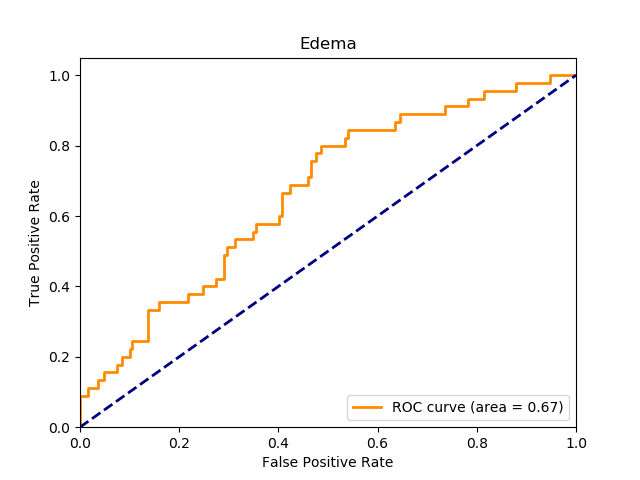 Edema
True Positive Rate
1.0
0.8
0.6
0.4
0.2
0.0
ROC curve (area = 0.67)
0.0 0.2 0.4 0.6 0.8 1.0
False Positive Rate